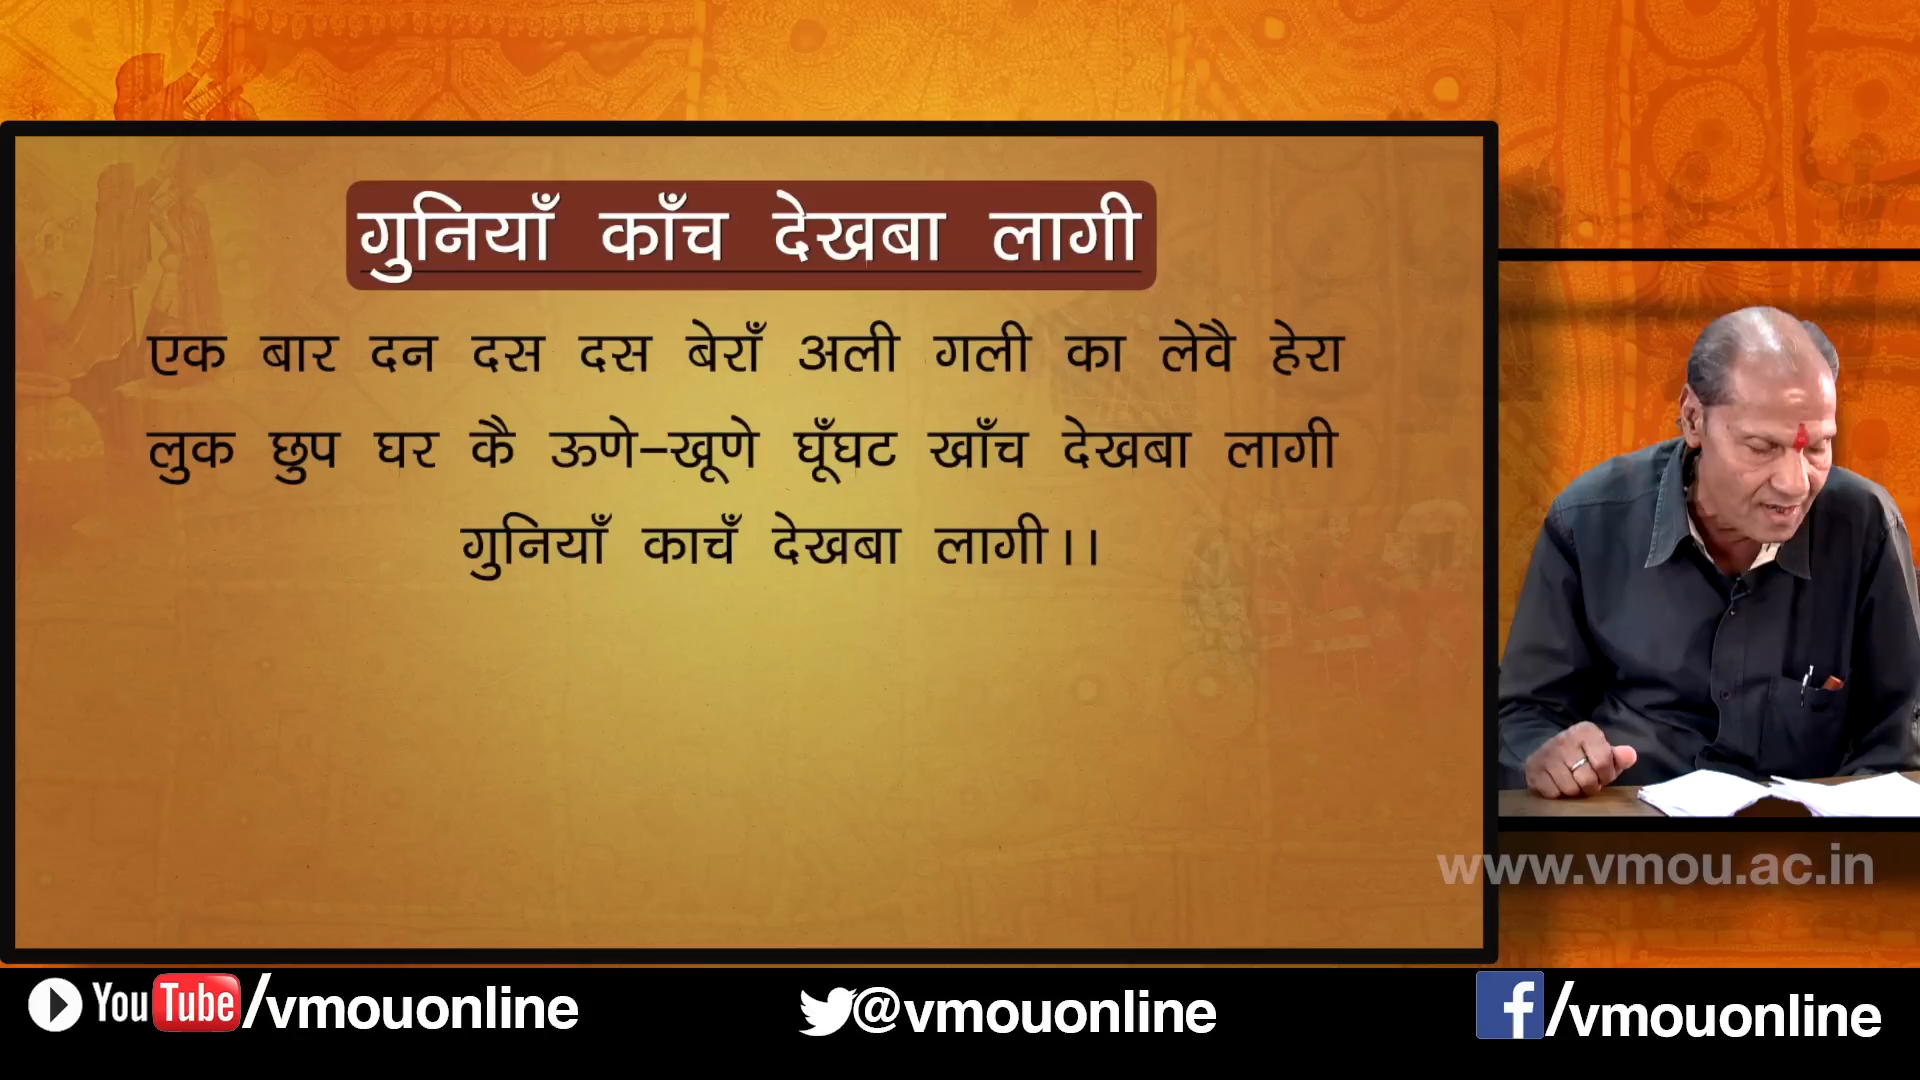 गुनियाँ काँच देखबा लागी
एक बार दन दस दस बेराँ अली गली का लेवै हेरा
लुक छुप घर कै ऊणे–खूणे घूँघट खाँच देखबा लागी
गुनियाँ काचँ देखबा लागी।।
www.vmou.ac.in
YouTube/vmouonline
@vmouonline
f/vmouonline